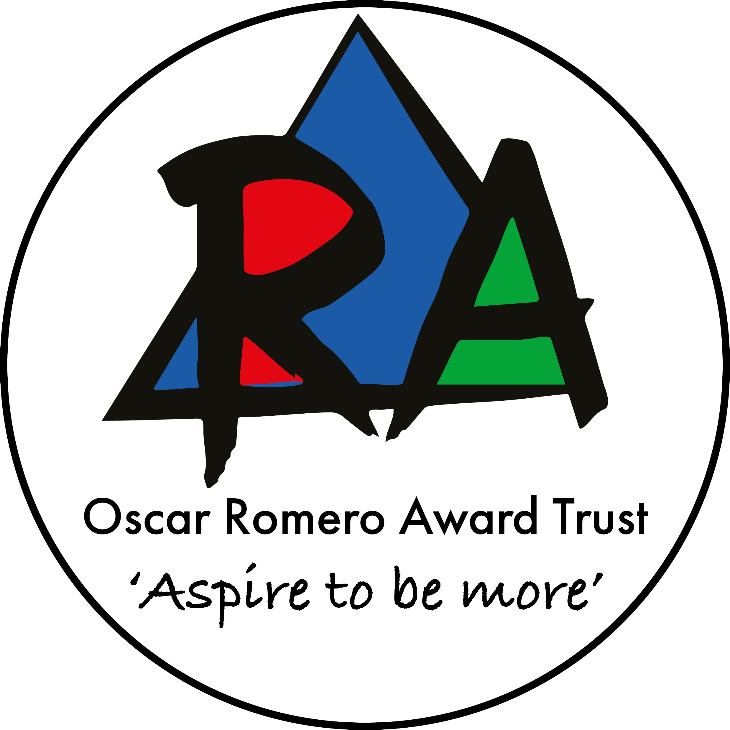 RA
Oscar Romero Award Trust
‘Aspire to be more’